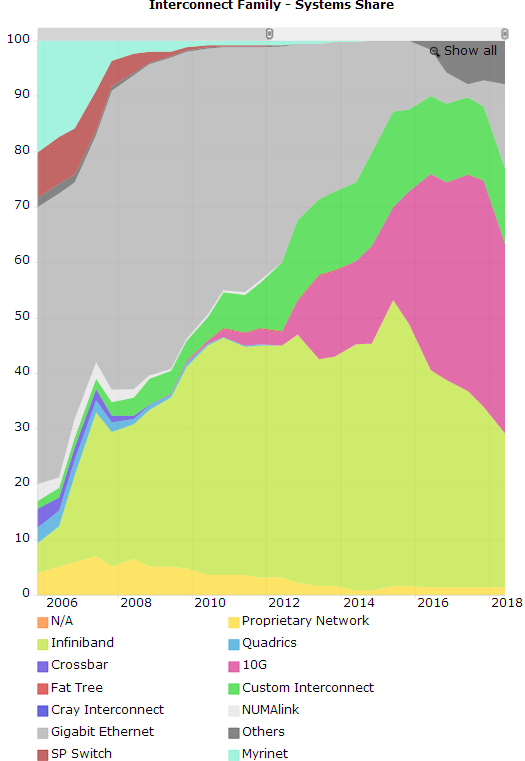 Interconnect Family - Systems Share
100
Show all
90
80
70
60
50
40
30
20
10
0
2006 2008 2010 2012 2014 2016 2018
N/A Proprietary Network
Infiniband Quadrics
Crossbar 10G
Fat Tree Custom Interconnect
Cray Interconnect NUMAlink
Gigabit Ethernet Others
SP Switch Myrinet